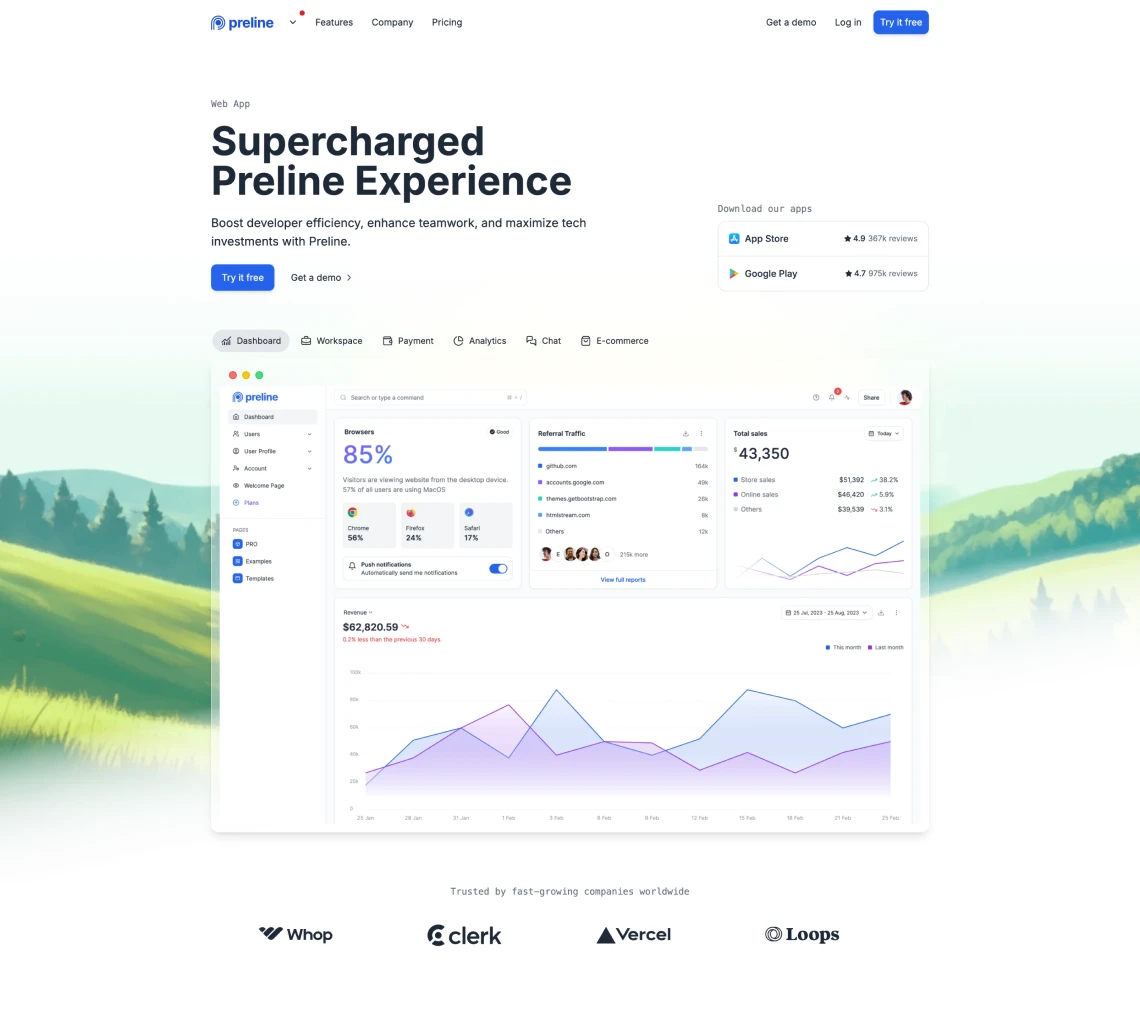 preline
Features
Company
Pricing
Get a demo
Log in
Try it free
Web App
Supercharged
Preline Experience
Boost developer efficiency, enhance teamwork, and maximize tech
investments with Preline.
Try it free
Get a demo
Download our apps
App Store
4.9 367k reviews
Google Play
4.7 975k reviews
Dashboard
Workspace
Payment
Analytics
Chat
E-commerce
preline
Search or type a command
⌘ + /
2
Share
Dashboard
Users
User Profile
Account
Welcome Page
Plans
PAGES
PRO
Examples
Templates
Browsers
Good
85%
Visitors are viewing website from the desktop device.
57% of all users are using MacOS
Chrome
56%
Firefox
24%
Safari
17%
Push notifications
Automatically send me notifications
Referral Traffic
github.com
184k
accounts.google.com
49k
themes.getbootstrap.com
26k
htmlstream.com
8k
Others
12k
E
O
215k more
View full reports
Total sales
Today
$43,350
Store sales
$51,392
38.2%
Online sales
$46,420
5.9%
Others
$39,539
3.1%
Revenue
$62,820.59
0.2% less than the previous 30 days.
25 Jul, 2023 - 25 Aug, 2023
This month
Last month
100k
80k
60k
40k
20k
0
25 Jan
28 Jan
31 Jan
1 Feb
3 Feb
6 Feb
9 Feb
12 Feb
15 Feb
18 Feb
21 Feb
25 Feb
Trusted by fast-growing companies worldwide
Whop
clerk
Vercel
Loops